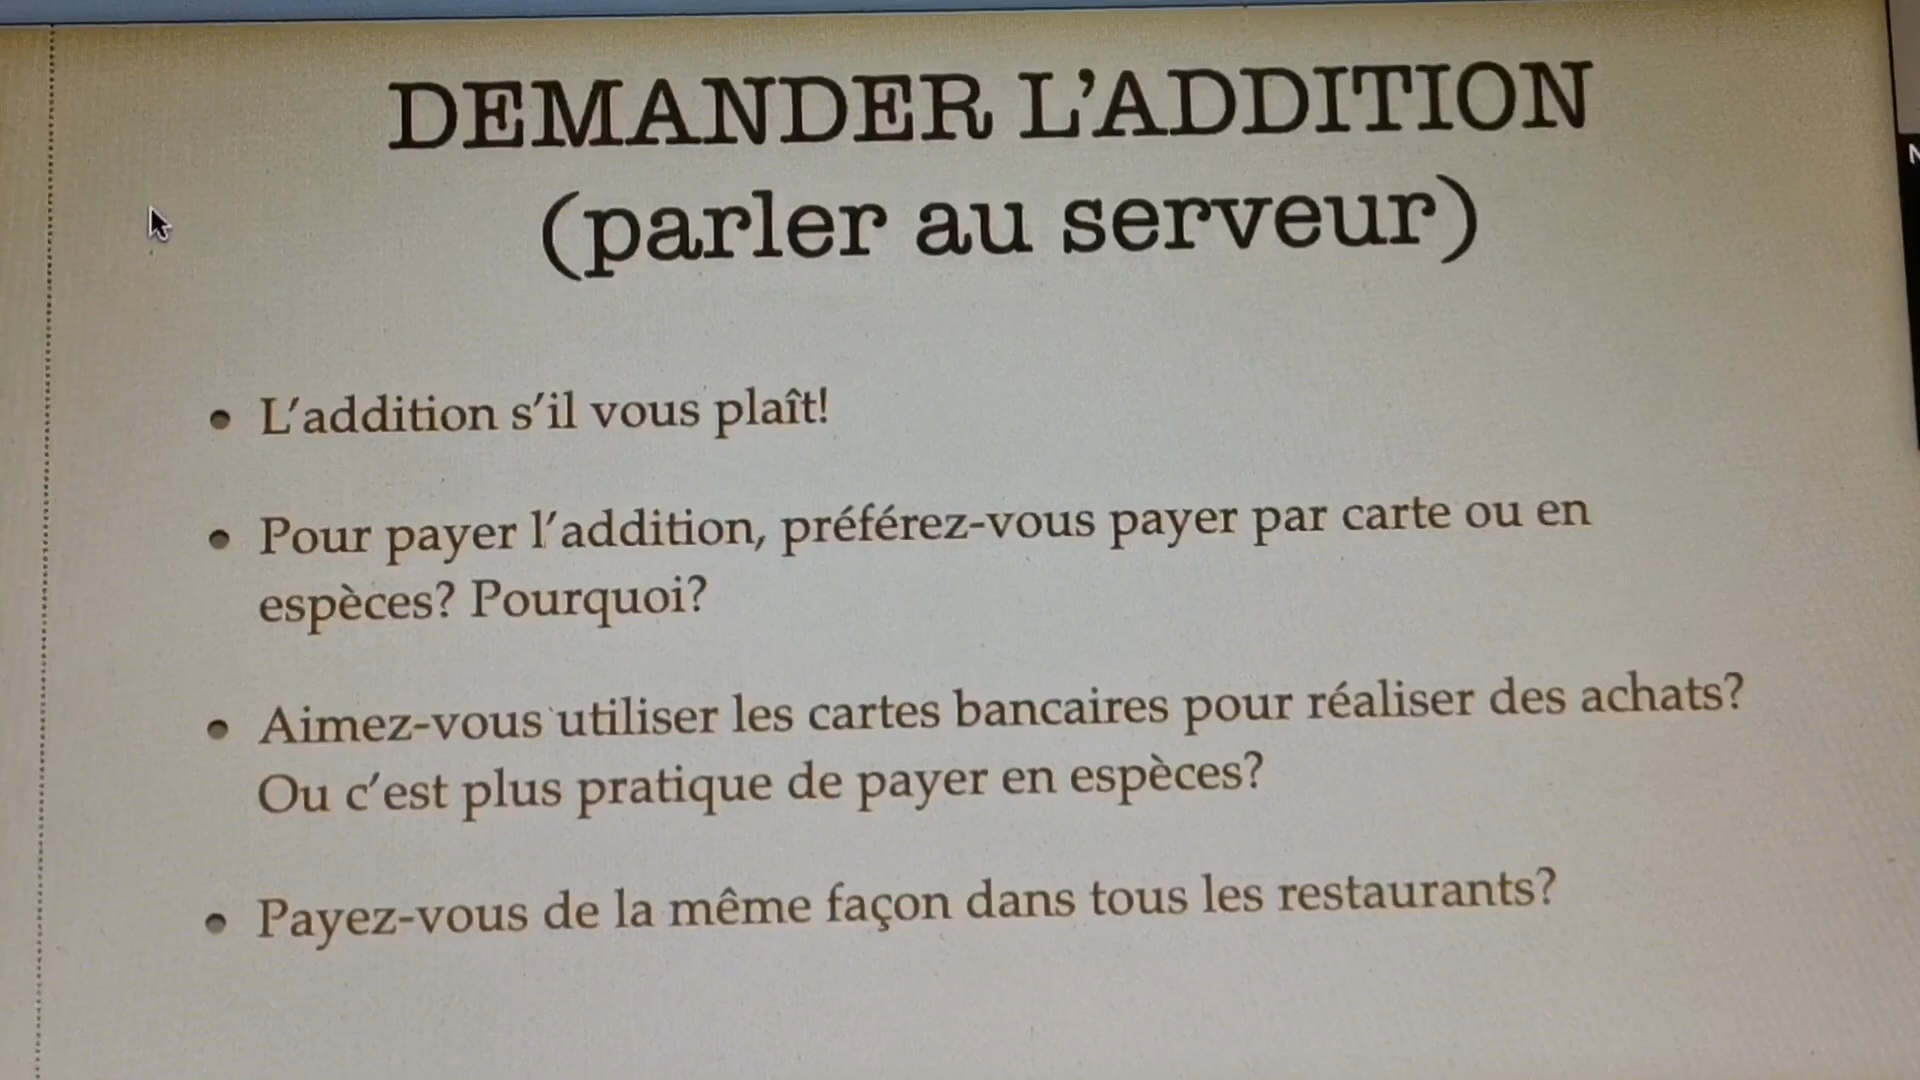 DEMANDER L'ADDITION
(parler au serveur)
• L'addition s'il vous plaît!
• Pour payer l'addition, préférez-vous payer par carte ou en
espèces? Pourquoi?
• Aimez-vous utiliser les cartes bancaires pour réaliser des achats?
Ou c'est plus pratique de payer en espèces?
• Payez-vous de la même façon dans tous les restaurants?